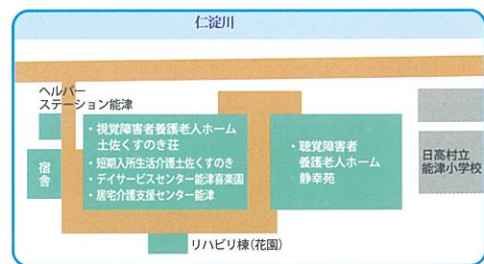 仁淀川
ヘルパー
ステーション能津
・視覚障害者養護老人ホーム
土佐くすのき荘
・短期入所生活介護土佐くすのき
・デイサービスセンター能津喜楽園
・居宅介護支援センター能津
宿舎
・聴覚障害者
養護老人ホーム
静幸苑
日高村立
能津小学校
リハビリ棟(花園)